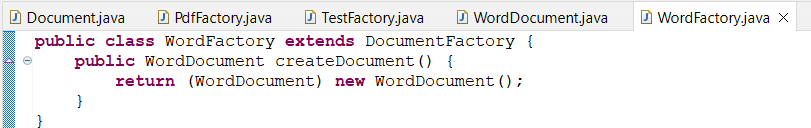 Document.java PdfFactory.java TestFactory.java WordDocument.java WordFactory.java
public class WordFactory extends DocumentFactory {
    public WordDocument createDocument() {
        return (WordDocument) new WordDocument();
    }
}